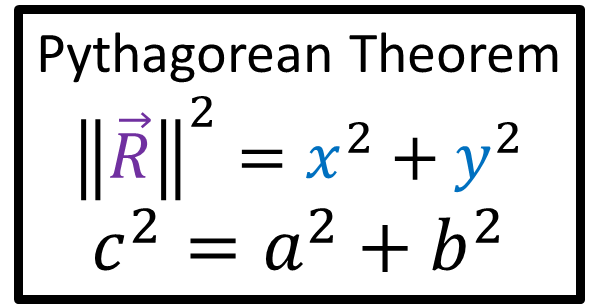 Pythagorean Theorem
‖R⃗‖² = x² + y²
c² = a² + b²